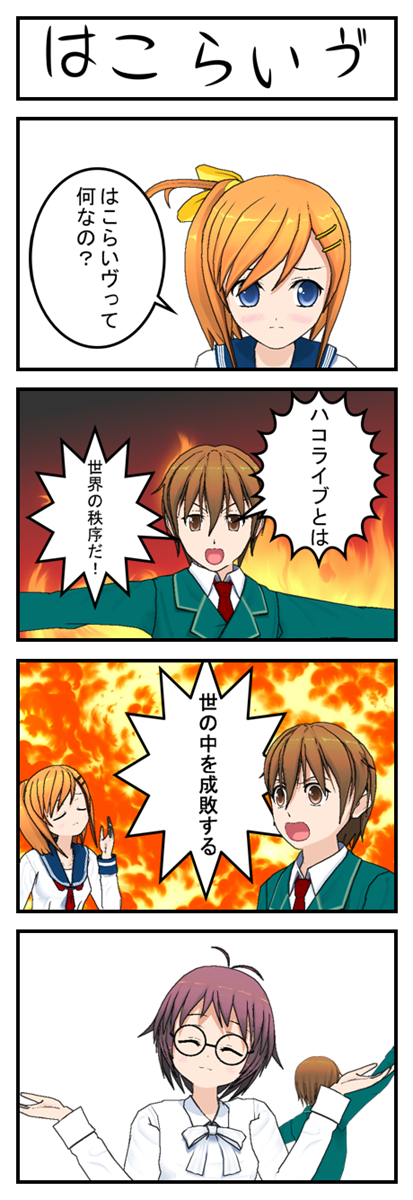 はこらいヴ
はこらいヴって
何なの？
ハコライブとは
世界の秩序だ！
世の中を成敗する